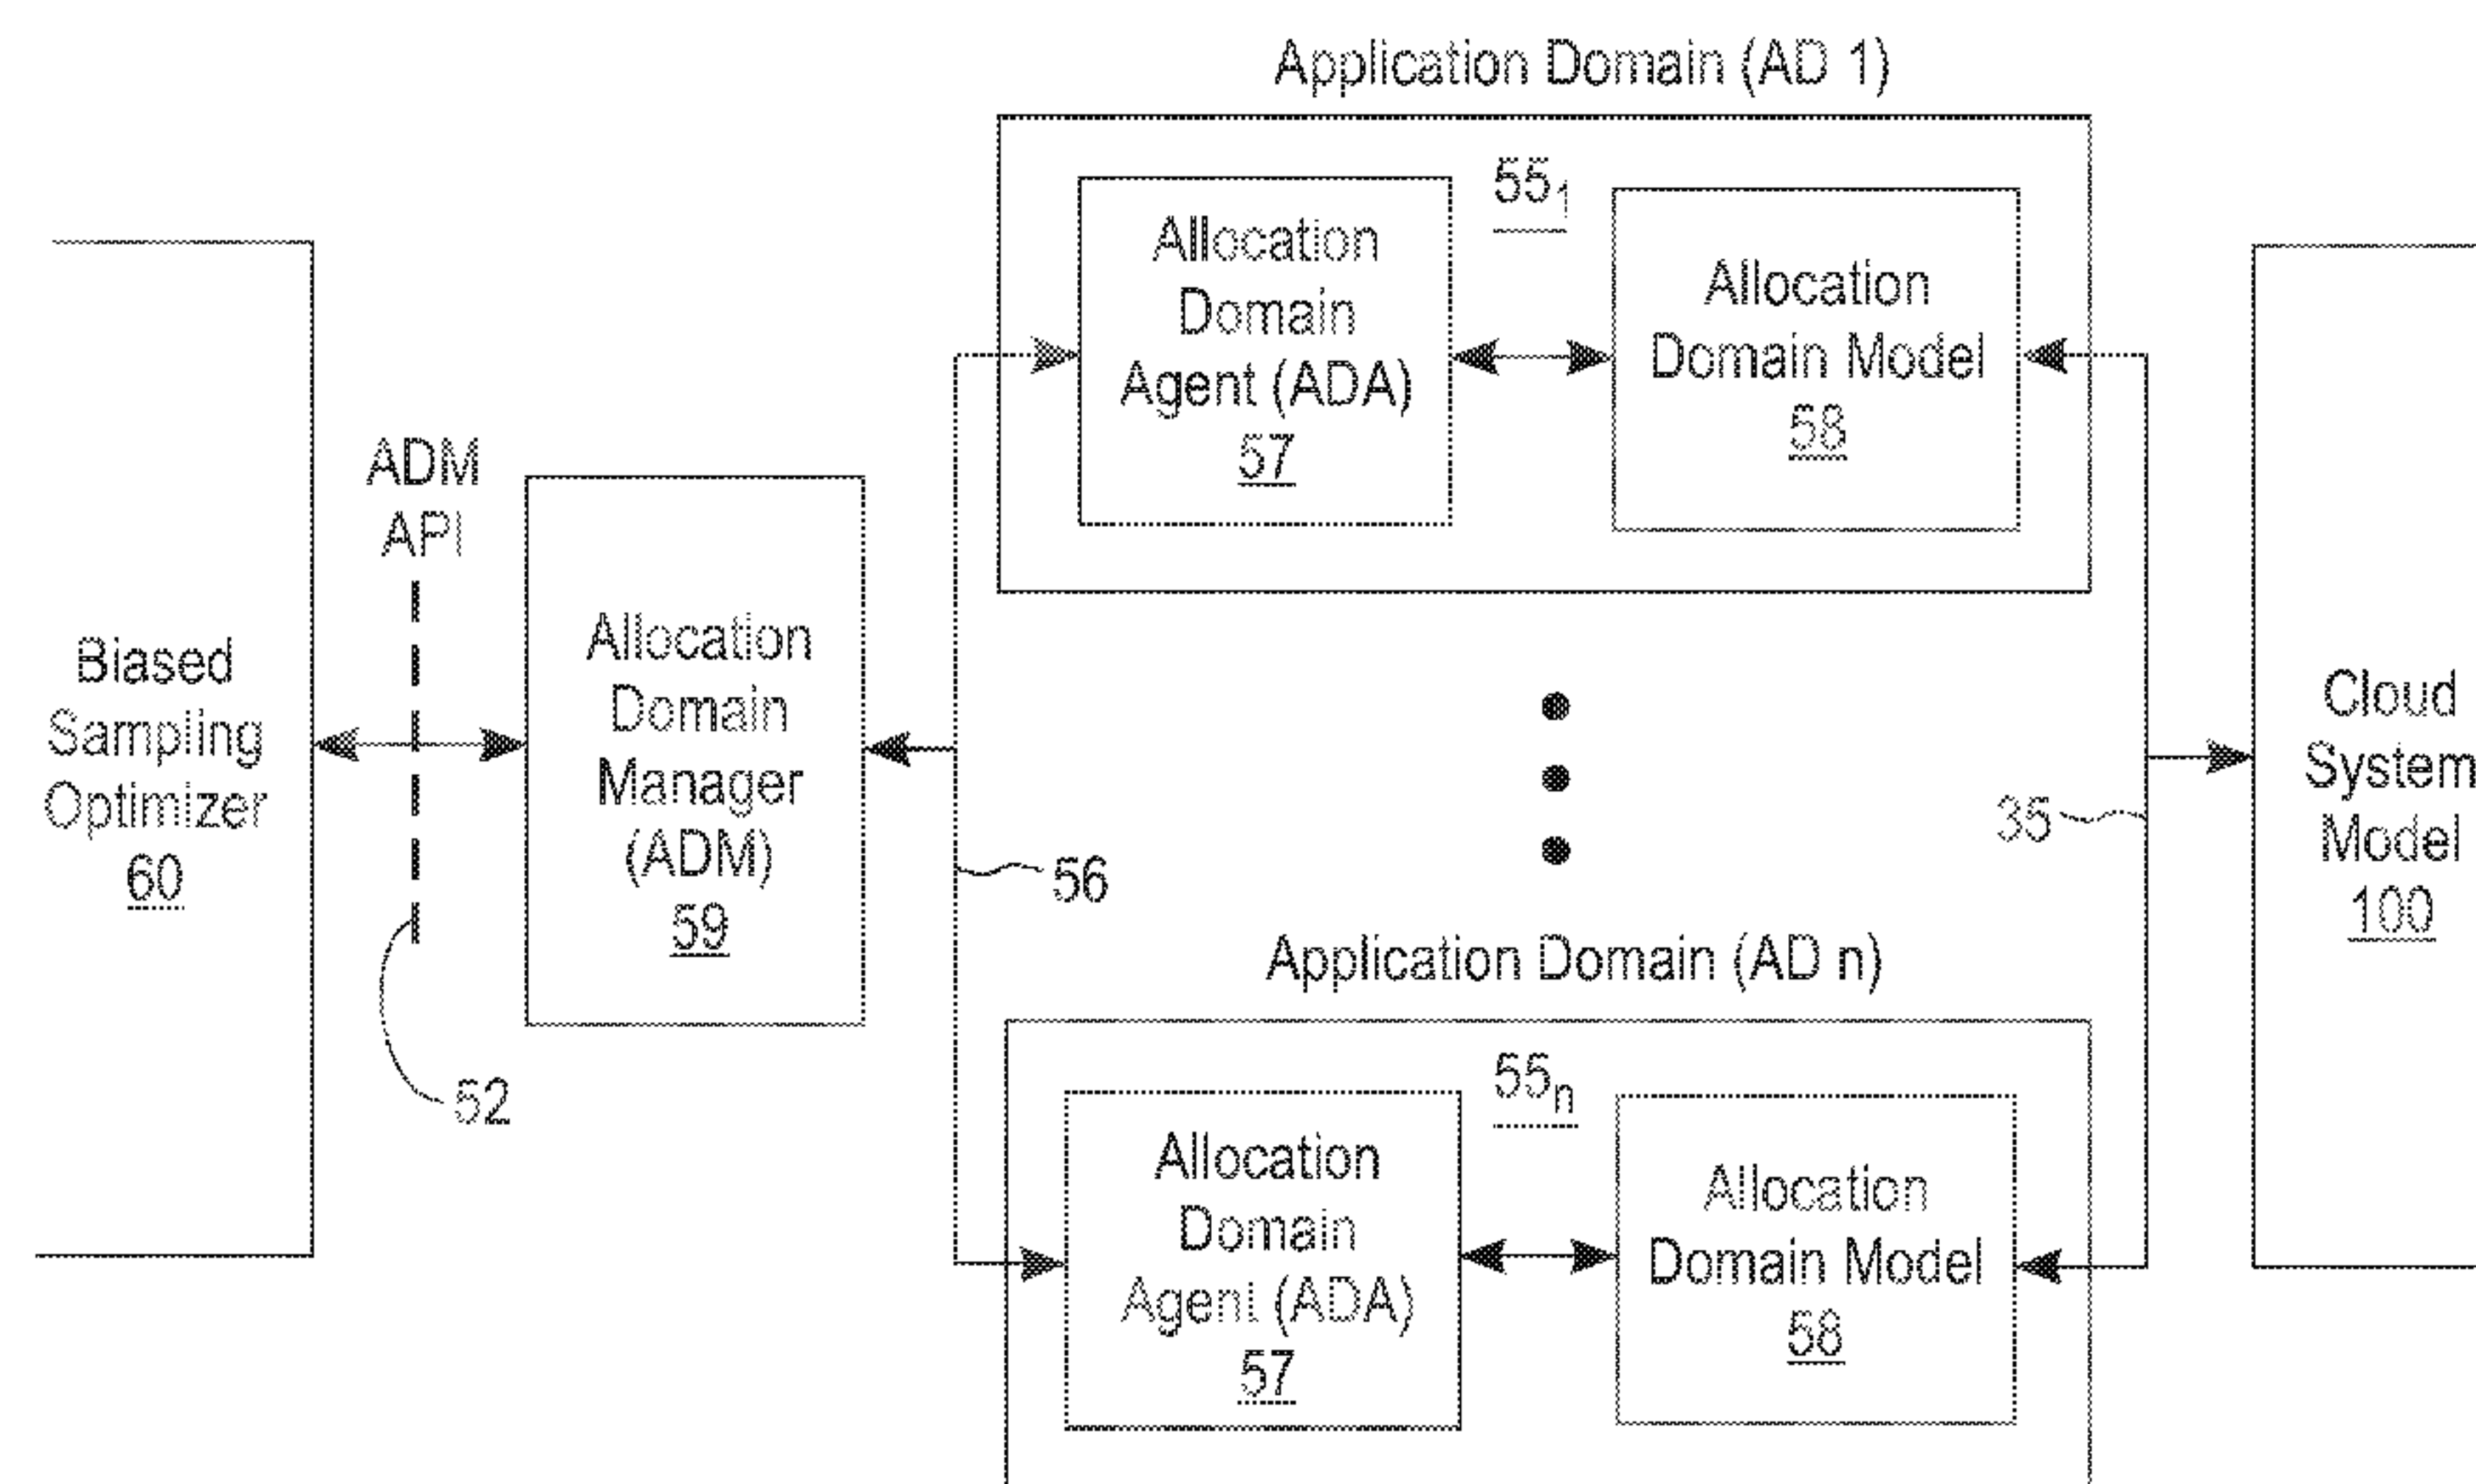 Application Domain (AD 1)
55₁
Allocation
Domain
Agent (ADA)
57
Allocation
Domain Model
58
ADM
API
Biased
Sampling
Optimizer
60
Allocation
Domain
Manager
(ADM)
59
56
52
35
Cloud
System
Model
100
Application Domain (AD n)
55ₙ
Allocation
Domain
Agent (ADA)
57
Allocation
Domain Model
58